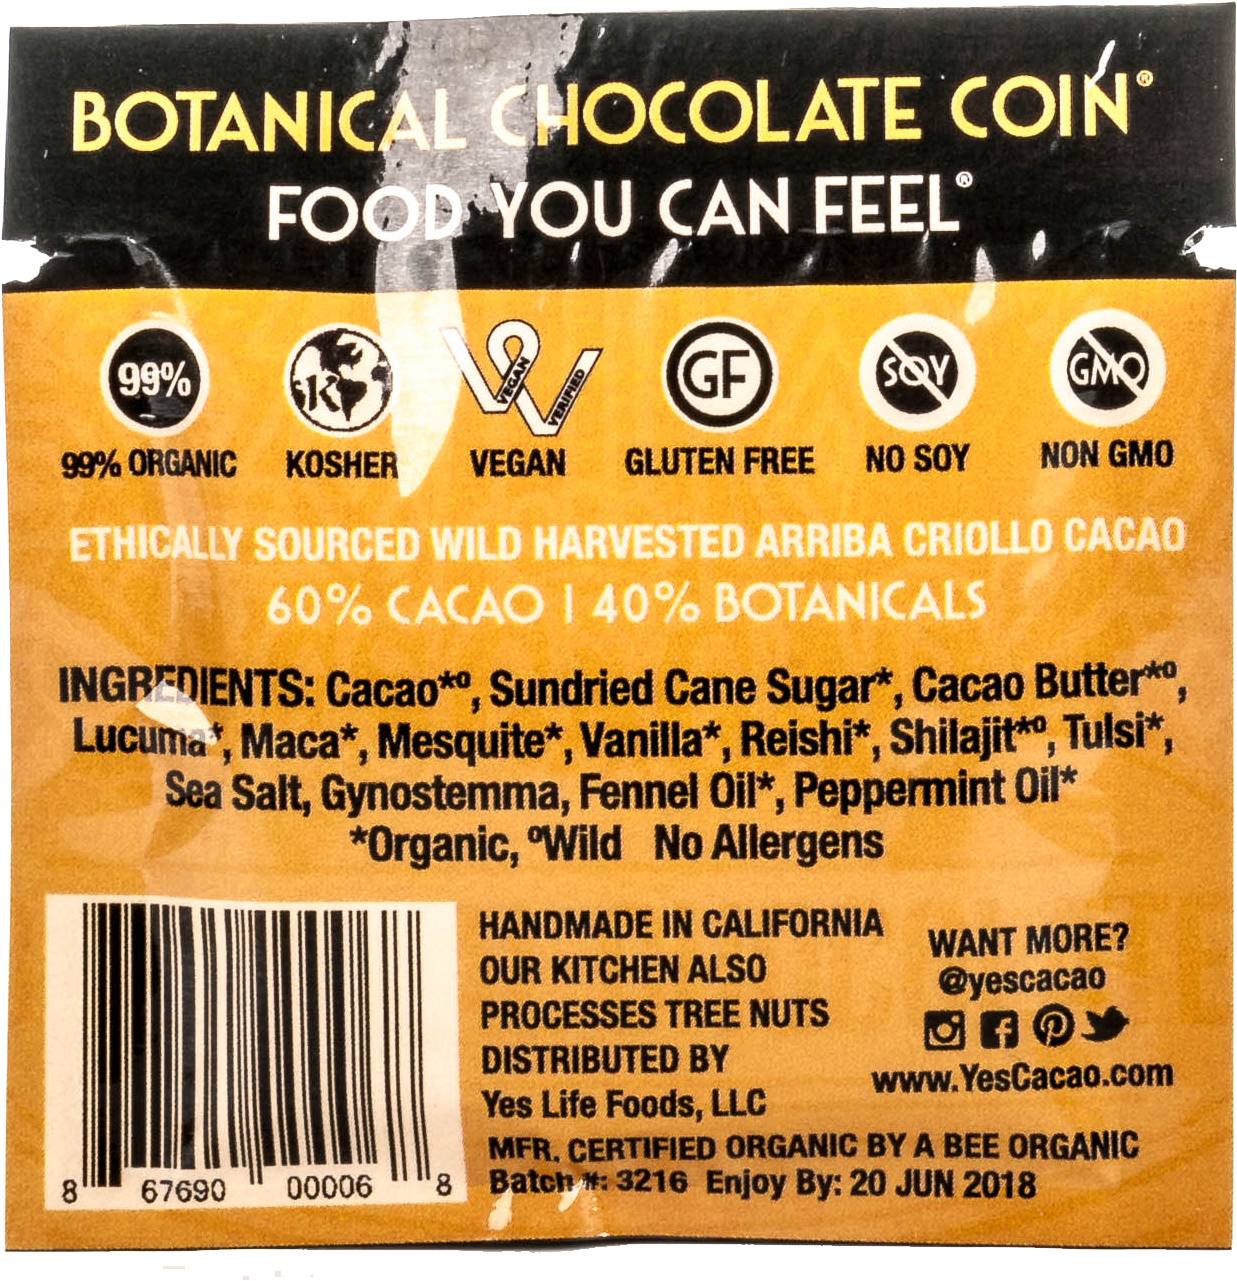 BOTANICAL CHOCOLATE COIN®
FOOD YOU CAN FEEL®
99%
K
VEGAN VERIFIED
GF
SOY
GMO
99% ORGANIC
KOSHER
VEGAN
GLUTEN FREE
NO SOY
NON GMO
ETHICALLY SOURCED WILD HARVESTED ARRIBA CRIOLLO CACAO
60% CACAO | 40% BOTANICALS
INGREDIENTS: Cacao*º, Sundried Cane Sugar*, Cacao Butter*º,
Lucuma*, Maca*, Mesquite*, Vanilla*, Reishi*, Shilajit*º, Tulsi*,
Sea Salt, Gynostemma, Fennel Oil*, Peppermint Oil*
*Organic, ºWild No Allergens
HANDMADE IN CALIFORNIA
OUR KITCHEN ALSO
PROCESSES TREE NUTS
DISTRIBUTED BY
Yes Life Foods, LLC
WANT MORE?
@yescacao
www.YesCacao.com
MFR. CERTIFIED ORGANIC BY A BEE ORGANIC
Batch #: 3216 Enjoy By: 20 JUN 2018
8 67690 00006 8